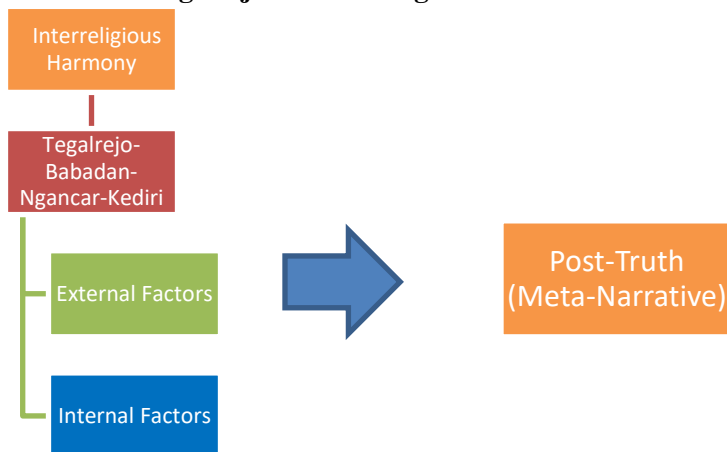 Interreligious
Harmony
Tegalrejo-
Babadan-
Ngancar-Kediri
External Factors
Post-Truth
(Meta-Narrative)
Internal Factors